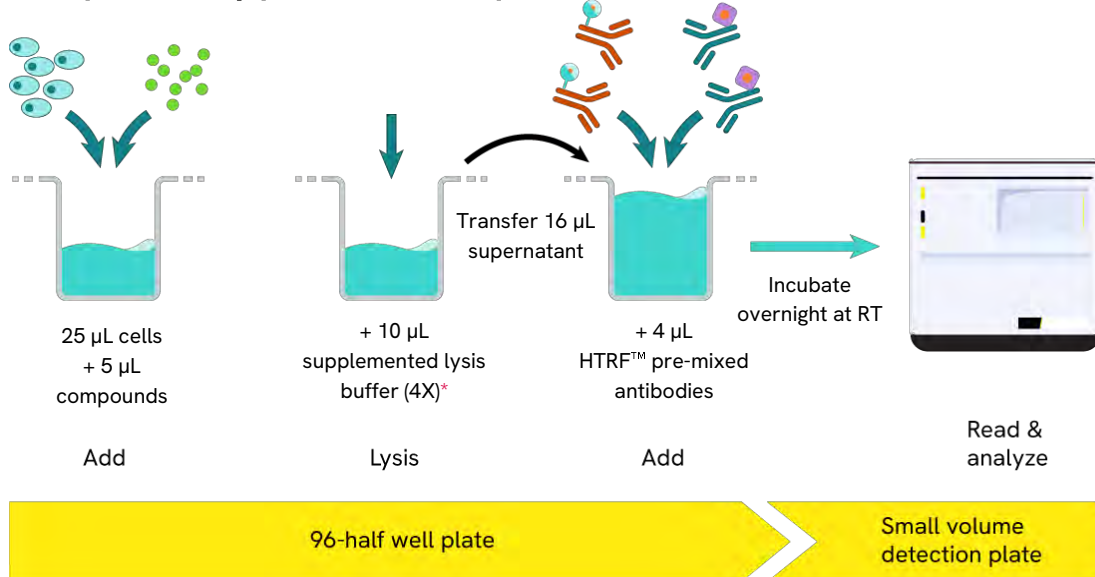 25 µL cells
+ 5 µL
compounds
Add
+ 10 µL
supplemented lysis
buffer (4X)*
Lysis
Transfer 16 µL
supernatant
+ 4 µL
HTRF™ pre-mixed
antibodies
Add
Incubate
overnight at RT
Read &
analyze
96-half well plate
Small volume
detection plate